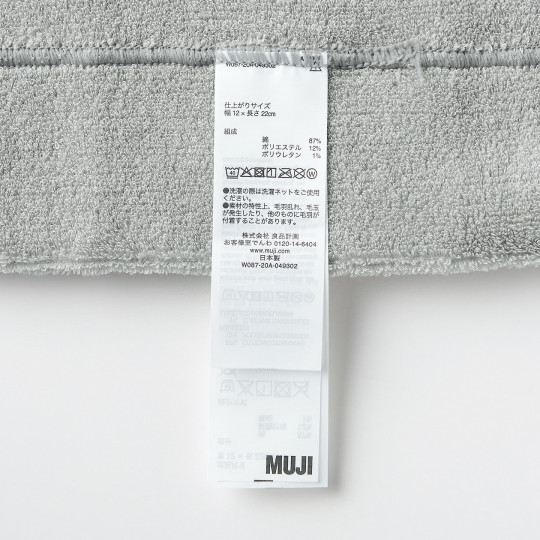 W087-20A-049302
仕上がりサイズ
幅 12 × 長さ 22cm
組成
綿 87%
ポリエステル 12%
ポリウレタン 1%
40 W
●洗濯の際は洗濯ネットをご使用
ください。
●素材の特性上、毛羽乱れ、毛玉
が発生したり、他のものに毛羽が
付着することがあります。
株式会社 良品計画
お客様室でんわ 0120-14-6404
www.muji.com
日本製
W087-20A-049302
MUJI